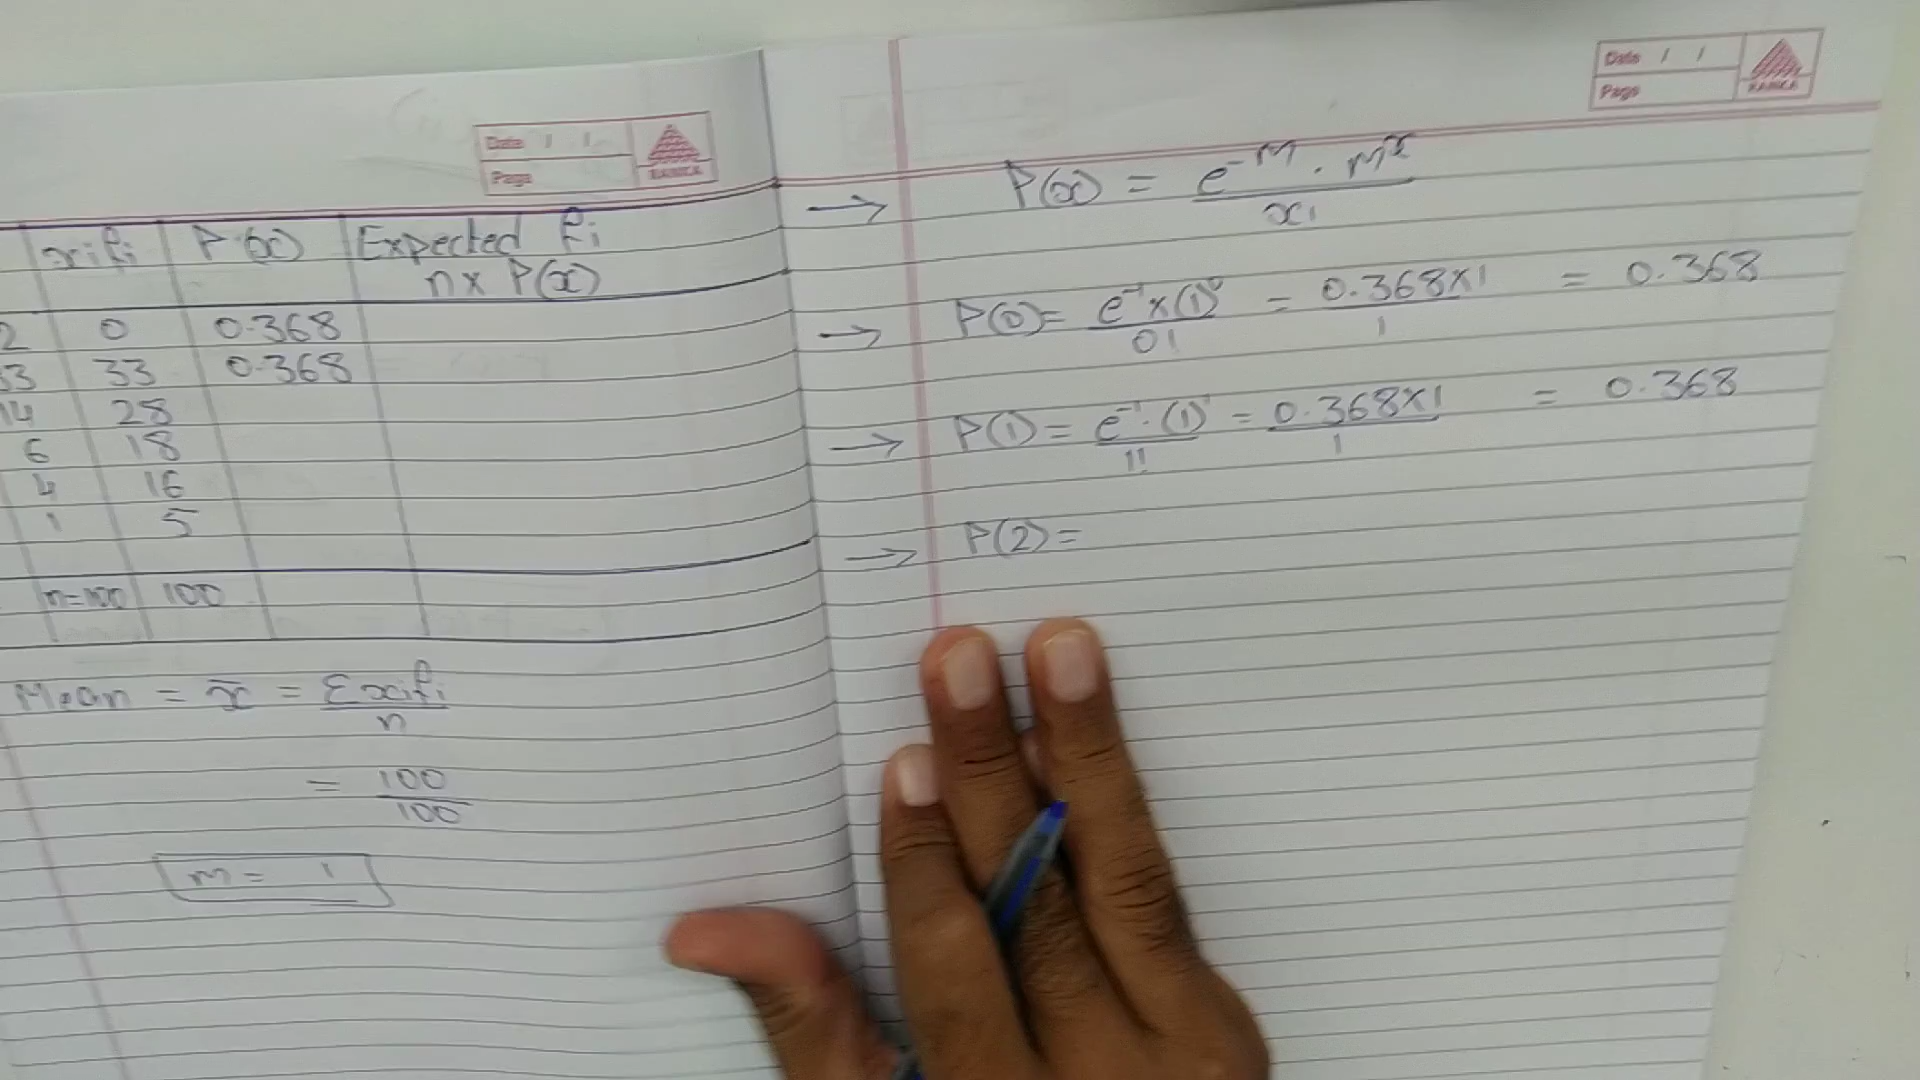 Date / /
Page
KAMICA
xifi P(x) Expected fi
n x P(x)
2 0 0.368
33 33 0.368
14 28
6 18
4 16
1 5
n=100 100
Mean = x̄ = Σxifi / n
= 100 / 100
m = 1
Date / /
Page
→ P(x) = e^-m . m^x / x!
→ P(0) = e^-1 x (1)^0 / 0! = 0.368x1 / 1 = 0.368
→ P(1) = e^-1 . (1)^1 / 1! = 0.368x1 / 1 = 0.368
→ P(2) =